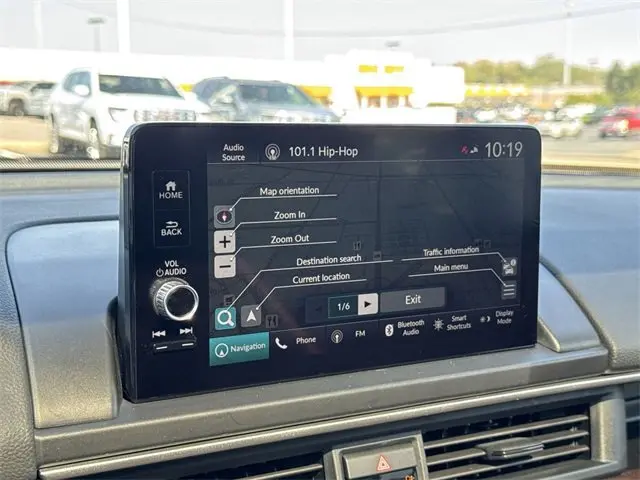 Audio
Source
101.1 Hip-Hop
10:19
HOME
BACK
VOL
AUDIO
Map orientation
Zoom In
Zoom Out
Destination search
Current location
Traffic information
Main menu
1/6
Exit
Navigation
Phone
FM
Bluetooth
Audio
Smart
Shortcuts
Display
Mode